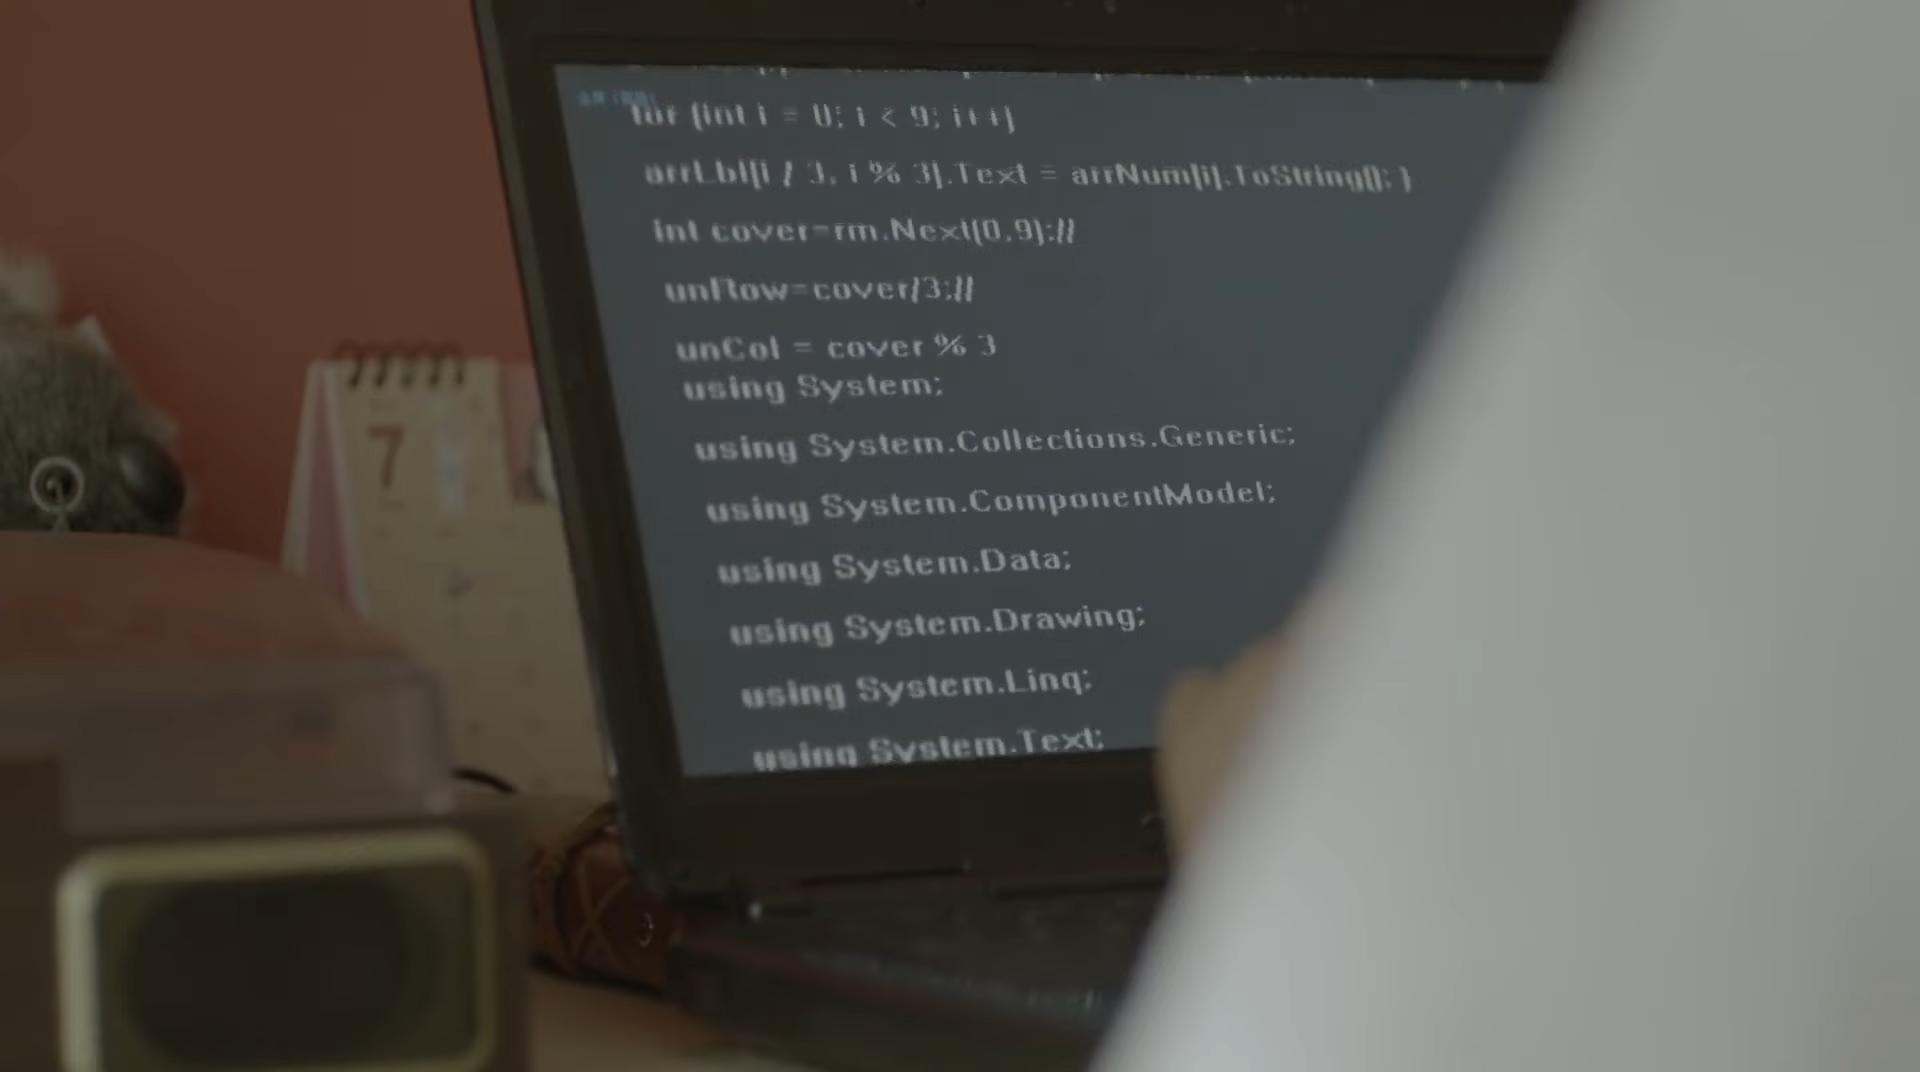 for (int i = 0; i < 9; i++)
arrLbl[i / 3, i % 3].Text = arrNum[i].ToString(); }
int cover=rm.Next(0,9);//
unRow=cover/3;//
unCol = cover % 3
using System;
using System.Collections.Generic;
using System.ComponentModel;
using System.Data;
using System.Drawing;
using System.Linq;
using System.Text;
7